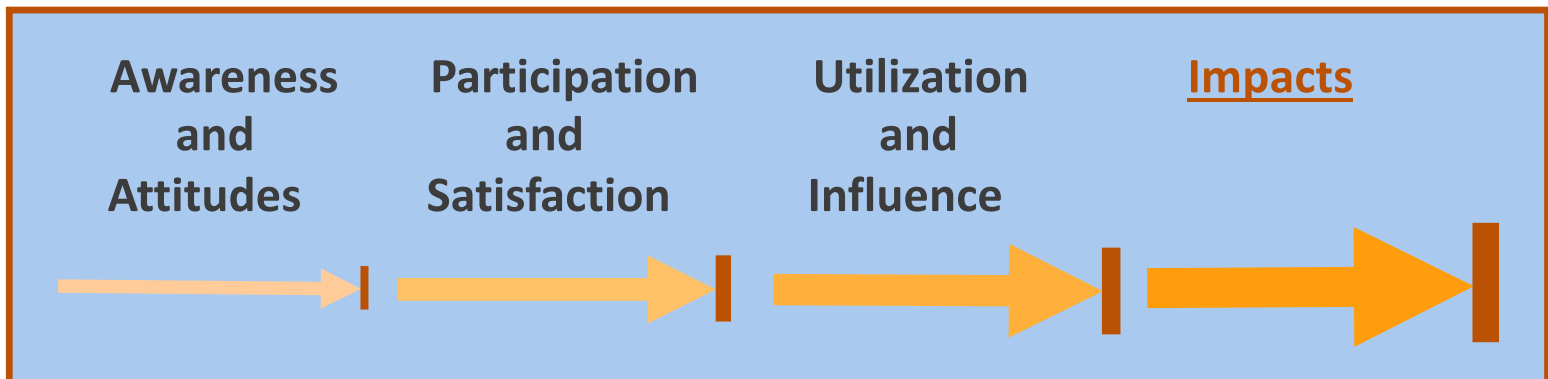 Awareness
and
Attitudes
Participation
and
Satisfaction
Utilization
and
Influence
Impacts